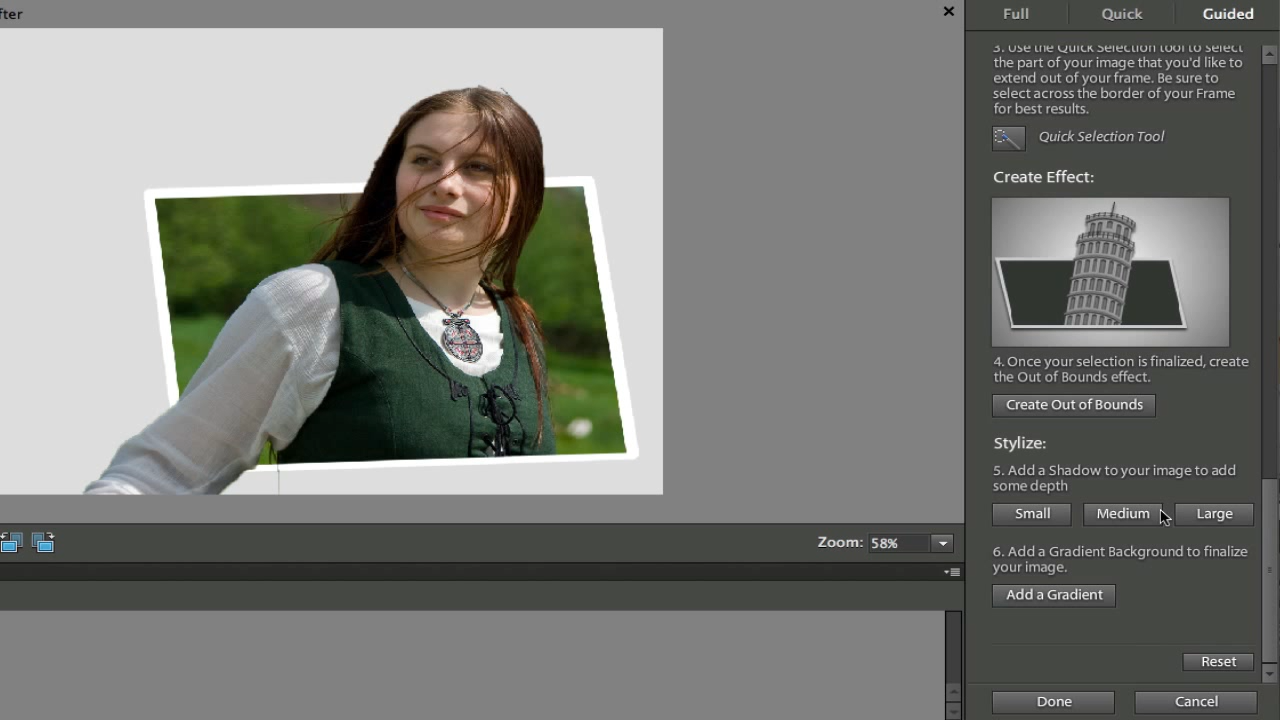 fter
Full Quick Guided
3. Use the Quick Selection tool to select
the part of your image that you'd like to
extend out of your frame. Be sure to
select across the border of your Frame
for best results.
Quick Selection Tool
Create Effect:
4. Once your selection is finalized, create
the Out of Bounds effect.
Create Out of Bounds
Stylize:
5. Add a Shadow to your image to add
some depth
Small Medium Large
Zoom: 58%
6. Add a Gradient Background to finalize
your image.
Add a Gradient
Reset
Done Cancel